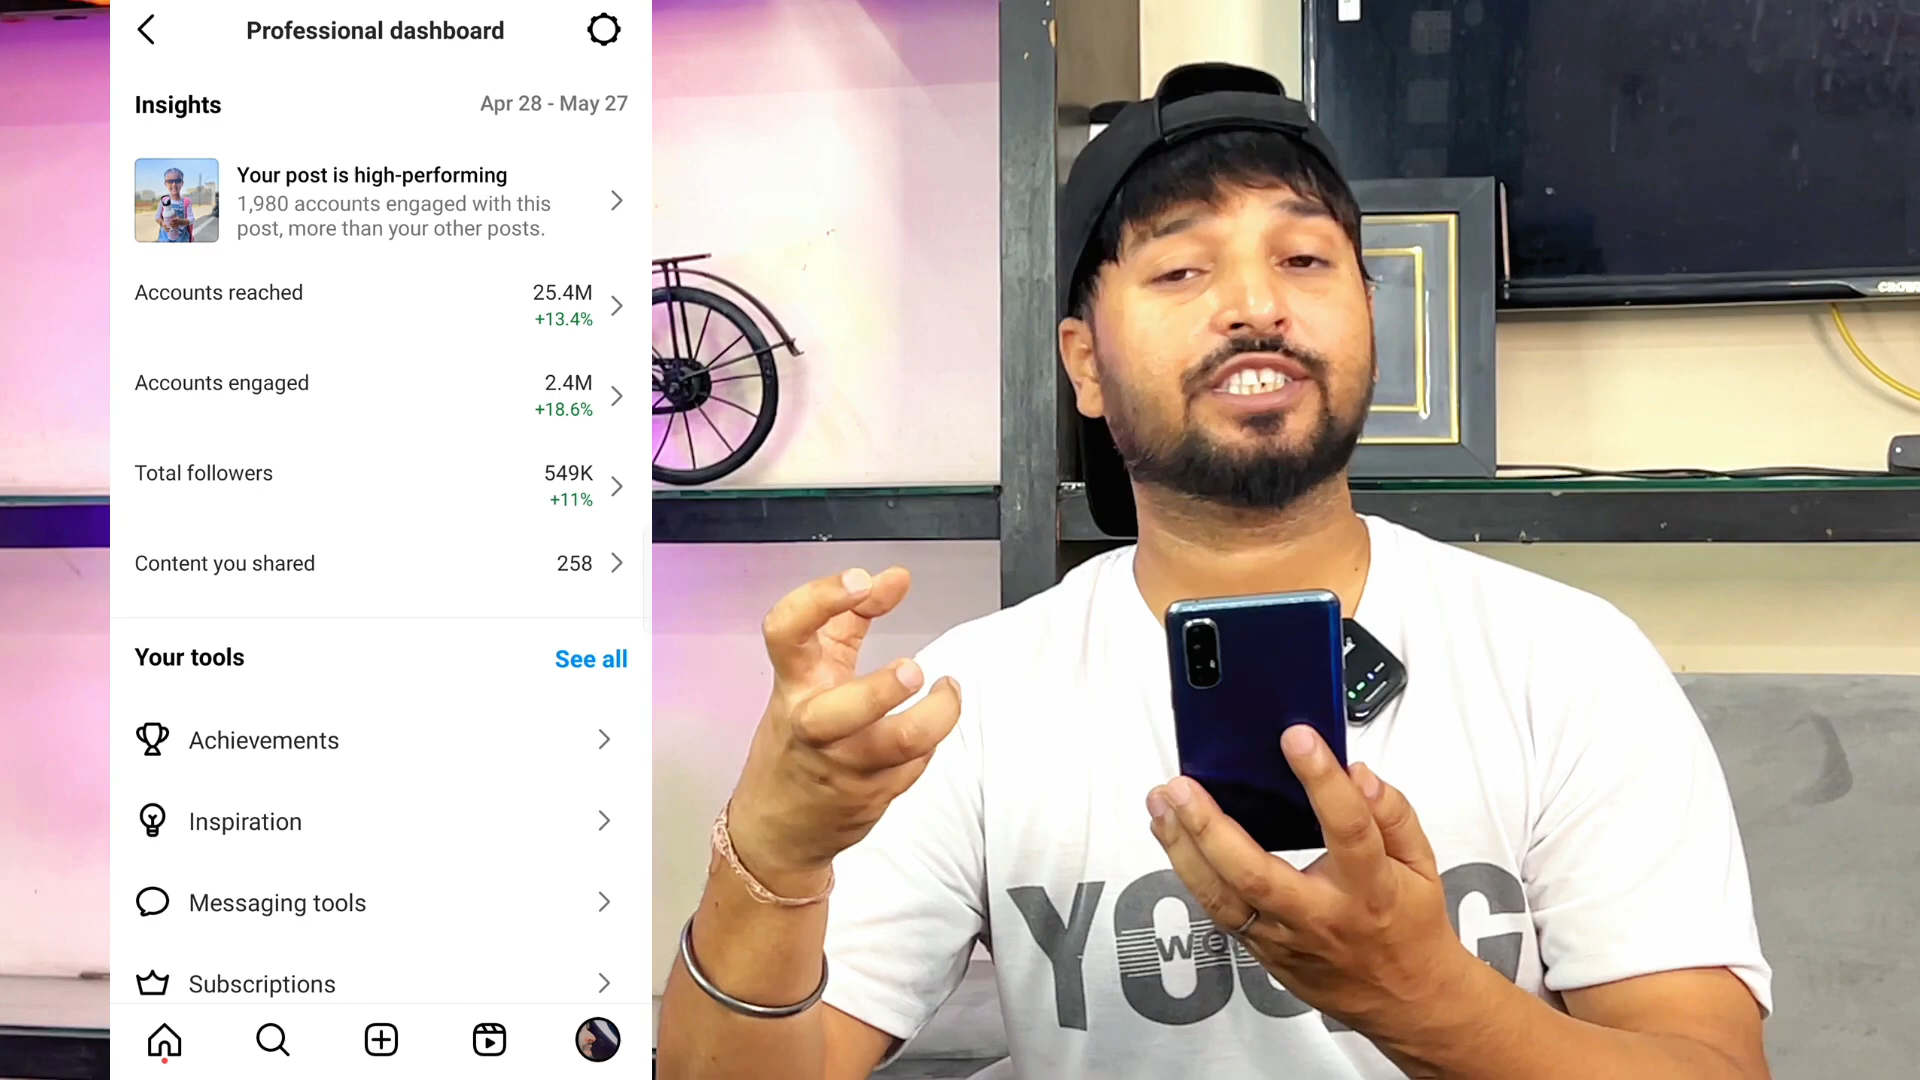 Professional dashboard
Insights
Apr 28 - May 27
Your post is high-performing
1,980 accounts engaged with this
post, more than your other posts.
Accounts reached
25.4M
+13.4%
Accounts engaged
2.4M
+18.6%
Total followers
549K
+11%
Content you shared
258
Your tools
See all
Achievements
Inspiration
Messaging tools
Subscriptions